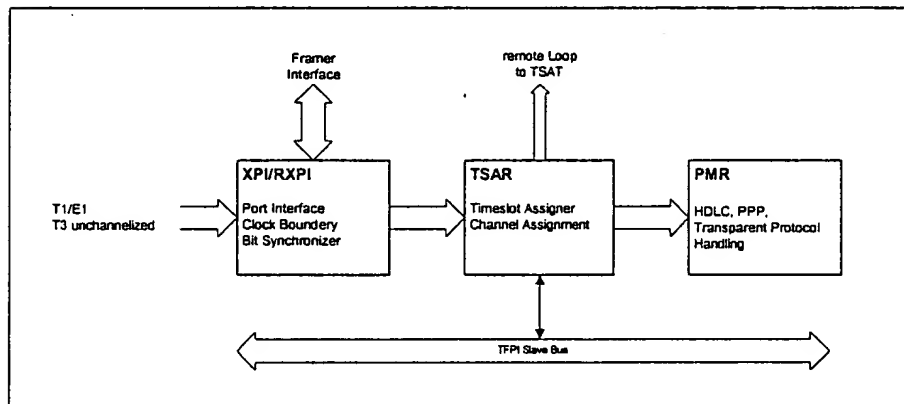 Framer
Interface
remote Loop
to TSAT
T1/E1
T3 unchannelized
XPI/RXPI
Port Interface
Clock Boundery
Bit Synchronizer
TSAR
Timeslot Assigner
Channel Assignment
PMR
HDLC, PPP,
Transparent Protocol
Handling
TFPI Slave Bus